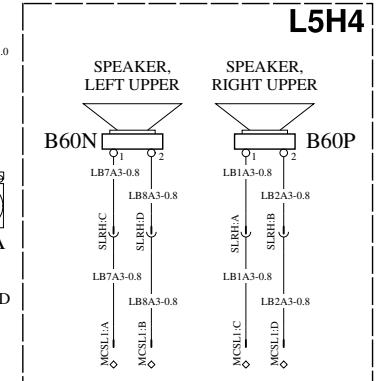 L5H4
.0
SPEAKER,
LEFT UPPER
SPEAKER,
RIGHT UPPER
B60N
1
2
1
2
B60P
LB7A3-0.8
LB1A3-0.8
LB8A3-0.8
LB2A3-0.8
SLRH:C
SLRH:D
SLRH:A
SLRH:B
LB7A3-0.8
LB1A3-0.8
LB8A3-0.8
LB2A3-0.8
D
MCSL1:A
MCSL1:B
MCSL1:C
MCSL1:D